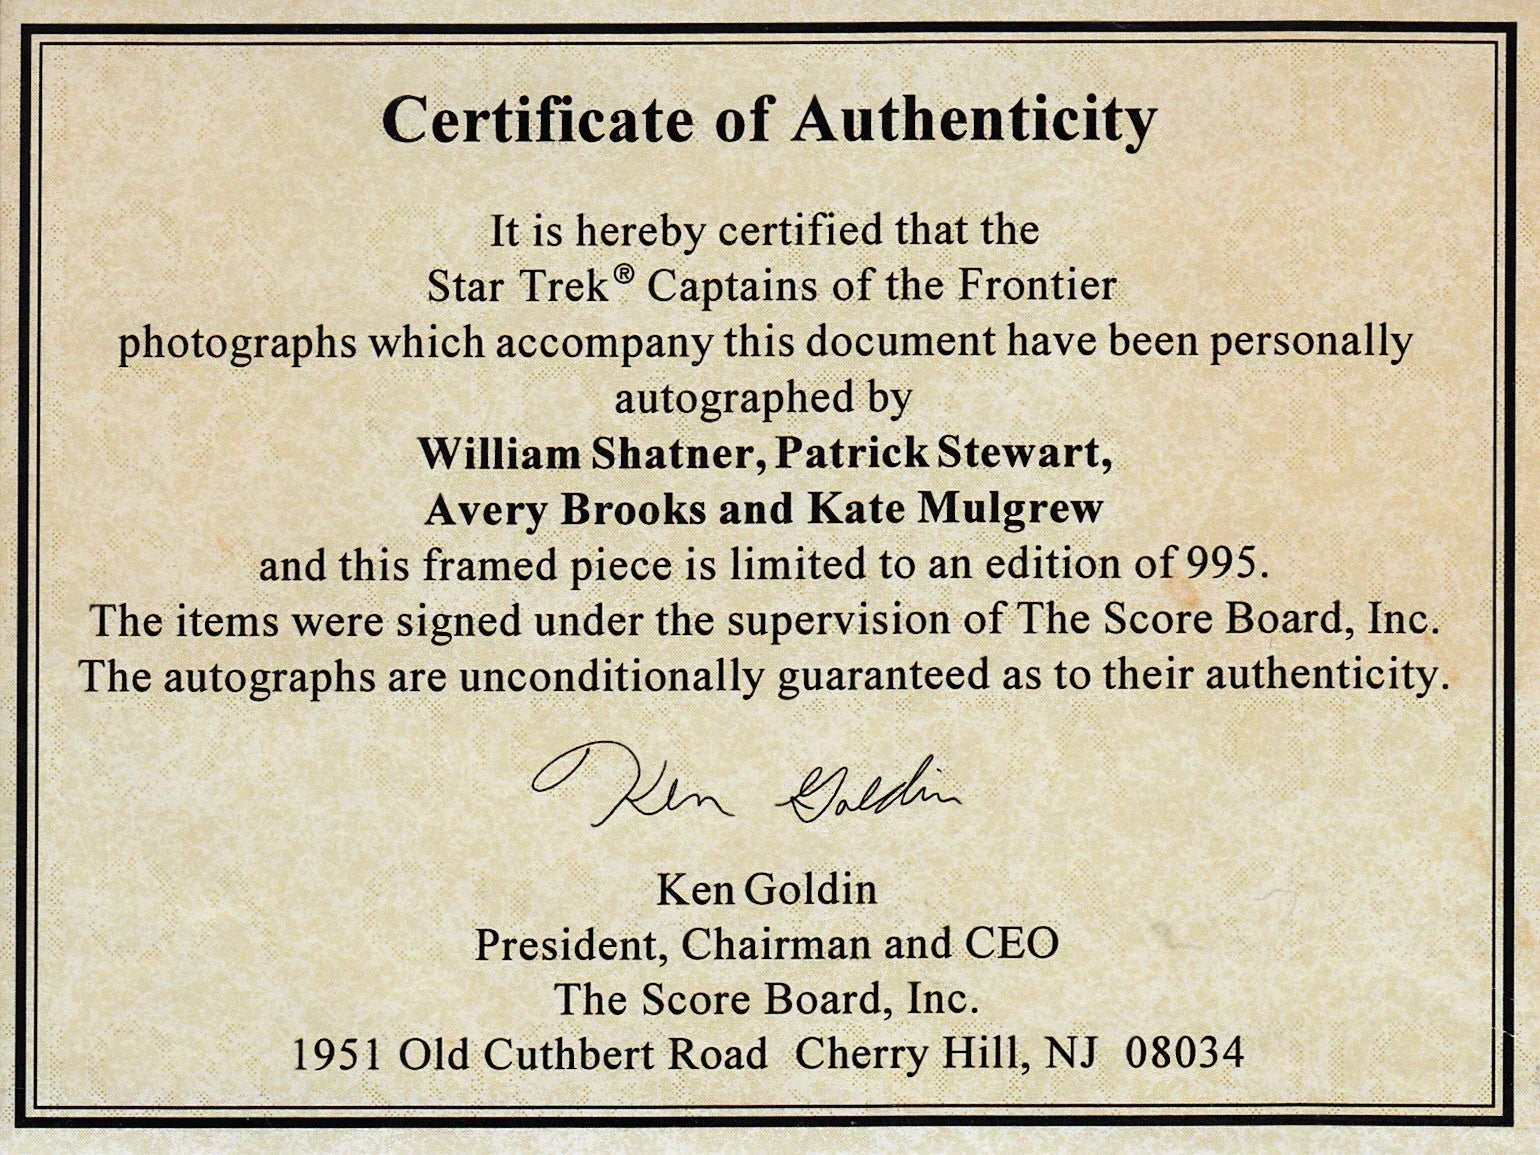 Certificate of Authenticity
It is hereby certified that the
Star Trek® Captains of the Frontier
photographs which accompany this document have been personally
autographed by
William Shatner, Patrick Stewart,
Avery Brooks and Kate Mulgrew
and this framed piece is limited to an edition of 995.
The items were signed under the supervision of The Score Board, Inc.
The autographs are unconditionally guaranteed as to their authenticity.
Ken Goldin
Ken Goldin
President, Chairman and CEO
The Score Board, Inc.
1951 Old Cuthbert Road Cherry Hill, NJ 08034